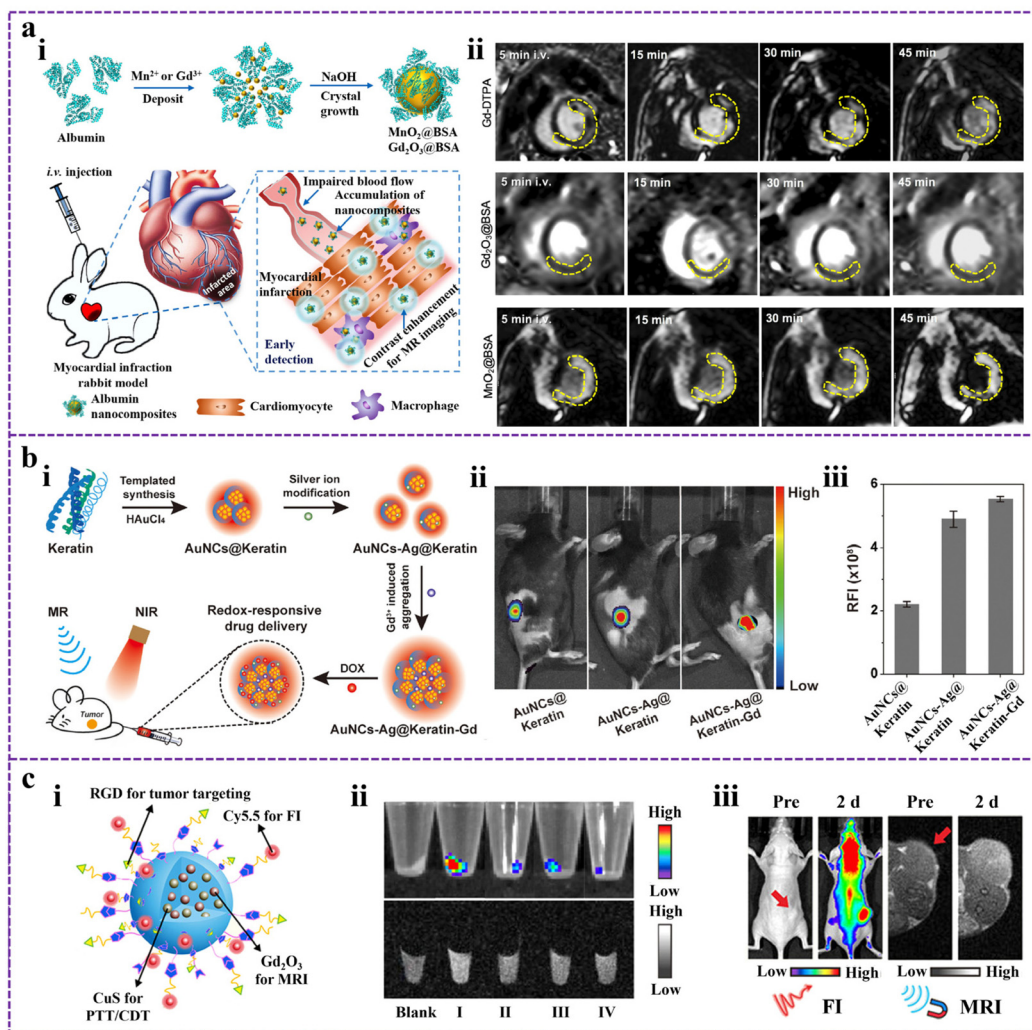 a
i
Albumin
Mn²⁺ or Gd³⁺
Deposit
NaOH
Crystal
growth
MnO₂@BSA
Gd₂O₃@BSA
i.v. injection
Myocardial infraction
rabbit model
Infarcted
area
Impaired blood flow
Accumulation of
nanocomposites
Myocardial
infarction
Early
detection
Contrast enhancement
for MR imaging
Albumin
nanocomposites
Cardiomyocyte
Macrophage
ii
Gd-DTPA
5 min i.v.
15 min
30 min
45 min
Gd₂O₃@BSA
5 min i.v.
15 min
30 min
45 min
MnO₂@BSA
5 min i.v.
15 min
30 min
45 min
b
i
Keratin
Templated
synthesis
HAuCl₄
AuNCs@Keratin
Silver ion
modification
AuNCs-Ag@Keratin
Gd³⁺ induced
aggregation
AuNCs-Ag@Keratin-Gd
DOX
Redox-responsive
drug delivery
MR
NIR
Tumor
ii
AuNCs@
Keratin
AuNCs-Ag@
Keratin
AuNCs-Ag@
Keratin-Gd
High
Low
iii
RFI (x10⁸)
6
4
2
0
AuNCs@
Keratin
AuNCs-Ag@
Keratin
AuNCs-Ag@
Keratin-Gd
c
i
RGD for tumor targeting
Cy5.5 for FI
Gd₂O₃
for MRI
CuS for
PTT/CDT
ii
High
Low
High
Low
Blank I II III IV
iii
Pre 2 d Pre 2 d
Low High Low High
FI MRI